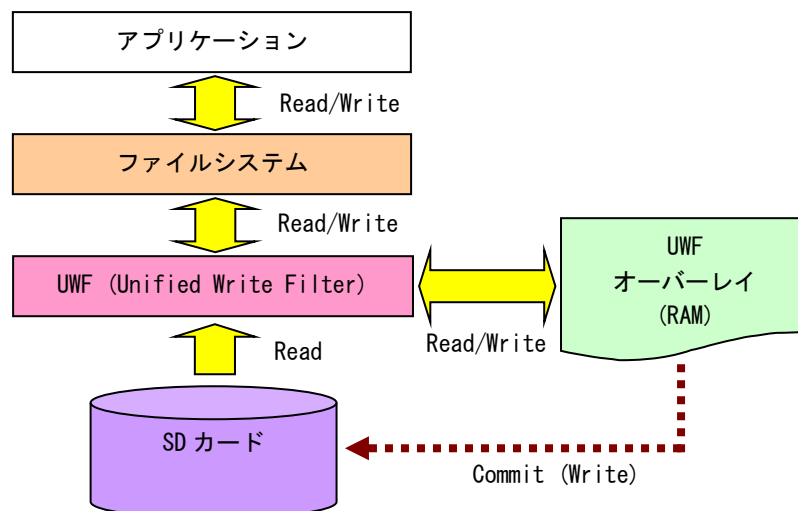 アプリケーション
Read/Write
ファイルシステム
Read/Write
UWF (Unified Write Filter)
UWF
オーバーレイ
(RAM)
Read/Write
Read
SD カード
Commit (Write)